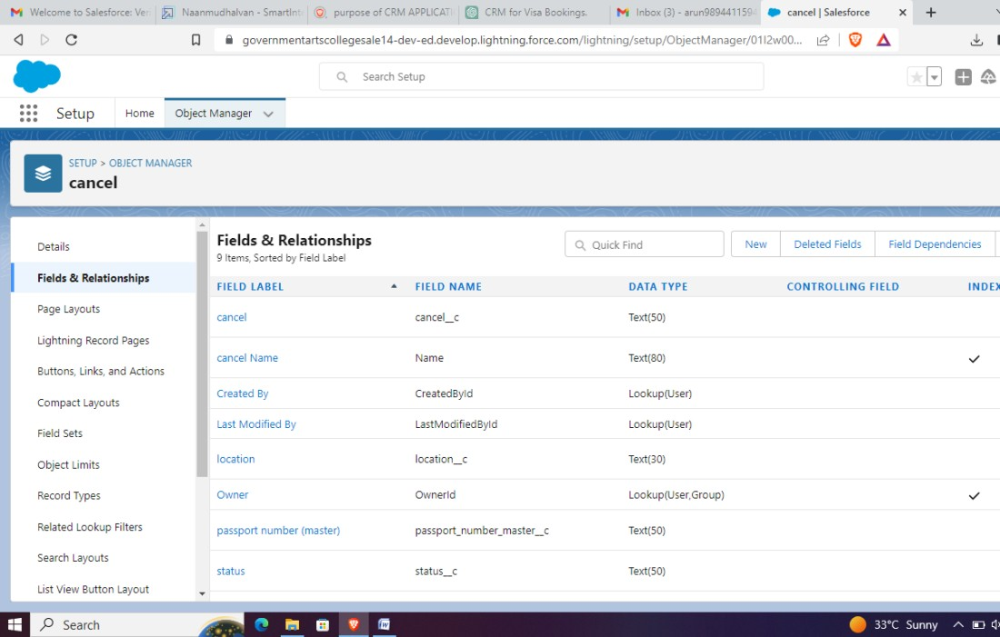 Welcome to Salesforce: Ver
Naanmudhalvan - SmartInt
purpose of CRM APPLICATI
CRM for Visa Bookings.
Inbox (3) - arun9894411594
cancel | Salesforce
governmentartscollegesale14-dev-ed.develop.lightning.force.com/lightning/setup/ObjectManager/01I2w00...
Search Setup
Setup
Home
Object Manager
SETUP > OBJECT MANAGER
cancel
Details
Fields & Relationships
Page Layouts
Lightning Record Pages
Buttons, Links, and Actions
Compact Layouts
Field Sets
Object Limits
Record Types
Related Lookup Filters
Search Layouts
List View Button Layout
Fields & Relationships
9 Items, Sorted by Field Label
Quick Find
New
Deleted Fields
Field Dependencies
FIELD LABEL FIELD NAME DATA TYPE CONTROLLING FIELD INDEX
cancel cancel__c Text(50)
cancel Name Name Text(80)
Created By CreatedById Lookup(User)
Last Modified By LastModifiedById Lookup(User)
location location__c Text(30)
Owner OwnerId Lookup(User,Group)
passport number (master) passport_number_master__c Text(50)
status status__c Text(50)
Search
33°C Sunny